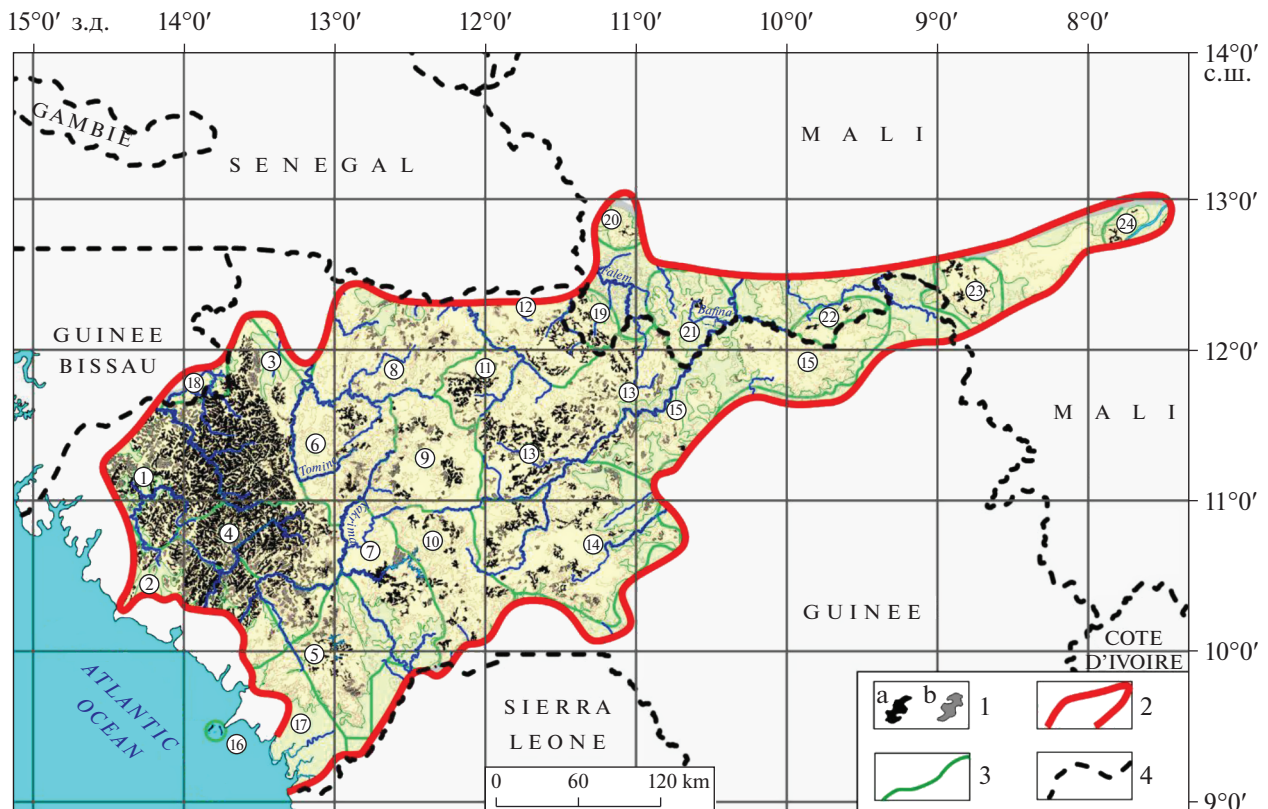 15°0′ з.д. 14°0′ 13°0′ 12°0′ 11°0′ 10°0′ 9°0′ 8°0′
14°0′
с.ш.
GAMBIE
MALI
SENEGAL
13°0′
20
24
Falem
23
12
19
Bafina
22
GUINEE
BISSAU
21
12°0′
3
8
11
15
18
13
15
MALI
6
9
13
1
Tomine
11°0′
4
7
10
14
2
GUINEE
COTE
D'IVOIRE
10°0′
5
ATLANTIC
OCEAN
17
16
SIERRA
LEONE
a b 1 2
3 4
0 60 120 km
9°0′